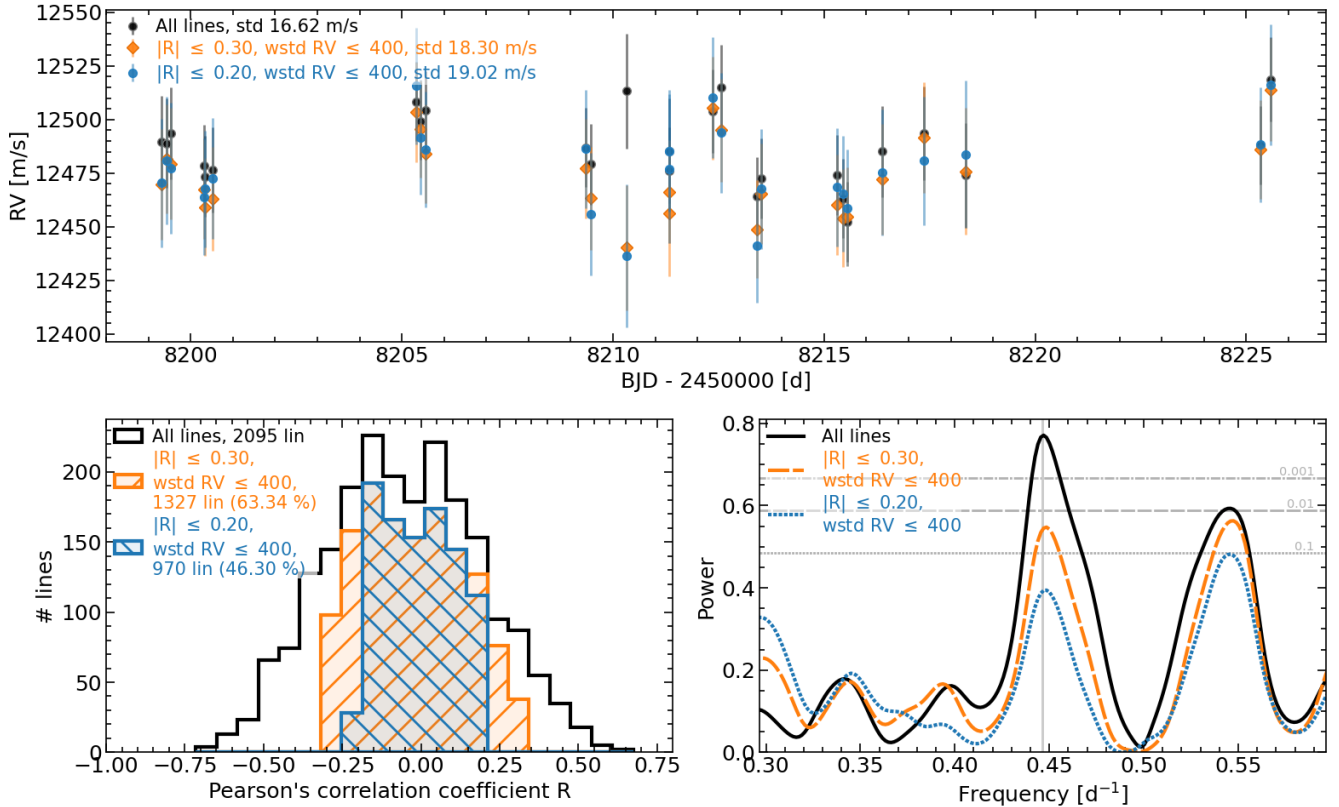 12550
12525
12500
12475
12450
12425
12400
RV [m/s]
All lines, std 16.62 m/s
|R| ≤ 0.30, wstd RV ≤ 400, std 18.30 m/s
|R| ≤ 0.20, wstd RV ≤ 400, std 19.02 m/s
8200 8205 8210 8215 8220 8225
BJD - 2450000 [d]
200
150
100
50
0
# lines
All lines, 2095 lin
|R| ≤ 0.30,
wstd RV ≤ 400,
1327 lin (63.34 %)
|R| ≤ 0.20,
wstd RV ≤ 400,
970 lin (46.30 %)
−1.00 −0.75 −0.50 −0.25 0.00 0.25 0.50 0.75
Pearson's correlation coefficient R
0.8
0.6
0.4
0.2
0.0
Power
All lines
|R| ≤ 0.30,
wstd RV ≤ 400
|R| ≤ 0.20,
wstd RV ≤ 400
0.001
0.01
0.1
0.30 0.35 0.40 0.45 0.50 0.55
Frequency [d⁻¹]